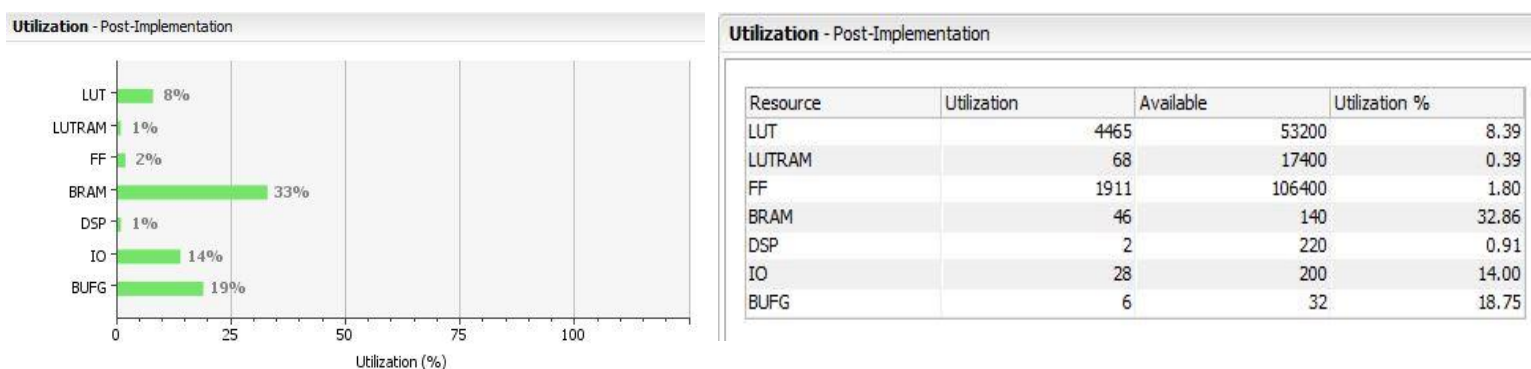 Utilization - Post-Implementation
LUT 8%
LUTRAM 1%
FF 2%
BRAM 33%
DSP 1%
IO 14%
BUFG 19%
0 25 50 75 100
Utilization (%)
Utilization - Post-Implementation
Resource Utilization Available Utilization %
LUT 4465 53200 8.39
LUTRAM 68 17400 0.39
FF 1911 106400 1.80
BRAM 46 140 32.86
DSP 2 220 0.91
IO 28 200 14.00
BUFG 6 32 18.75